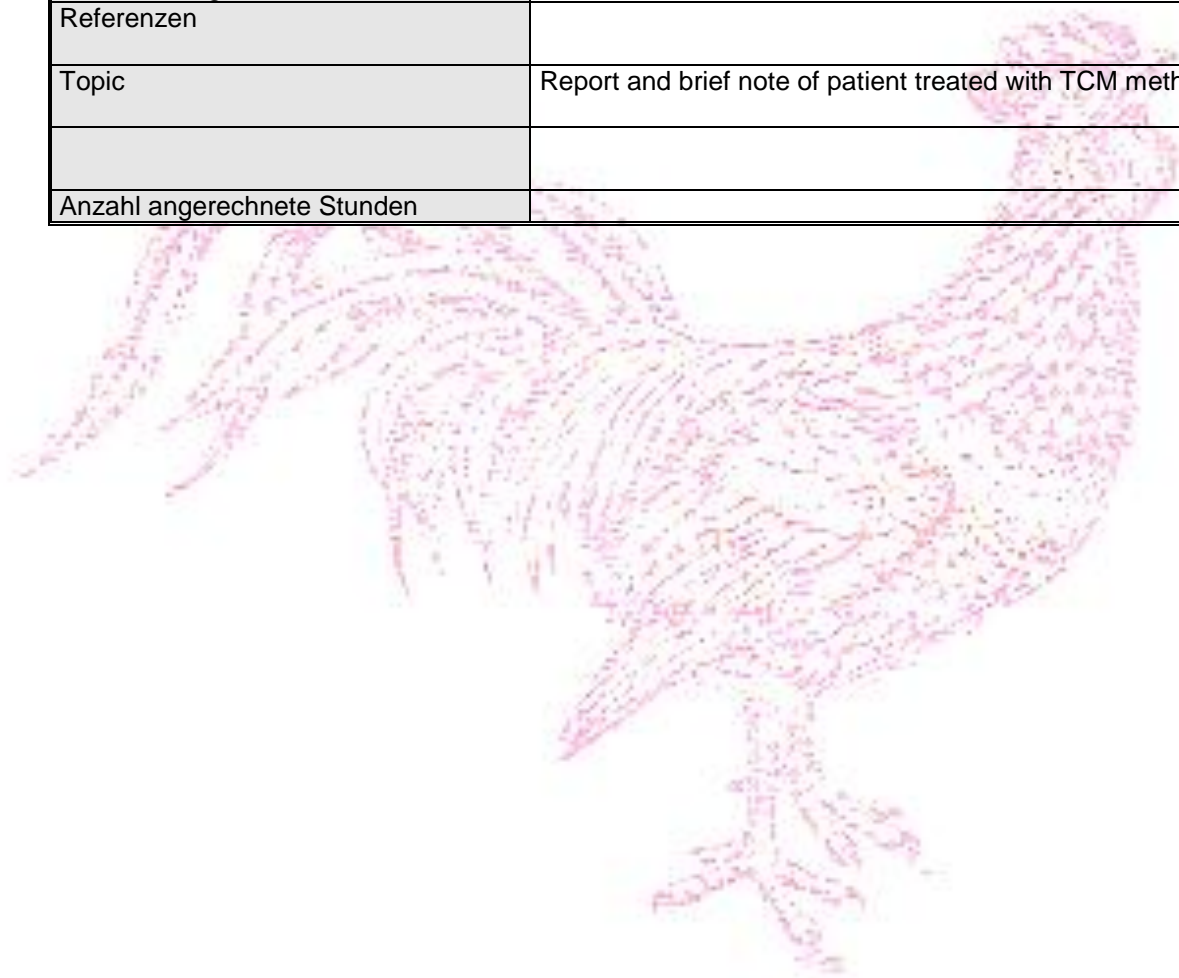 Referenzen
Topic Report and brief note of patient treated with TCM
Anzahl angerechnete Stunden